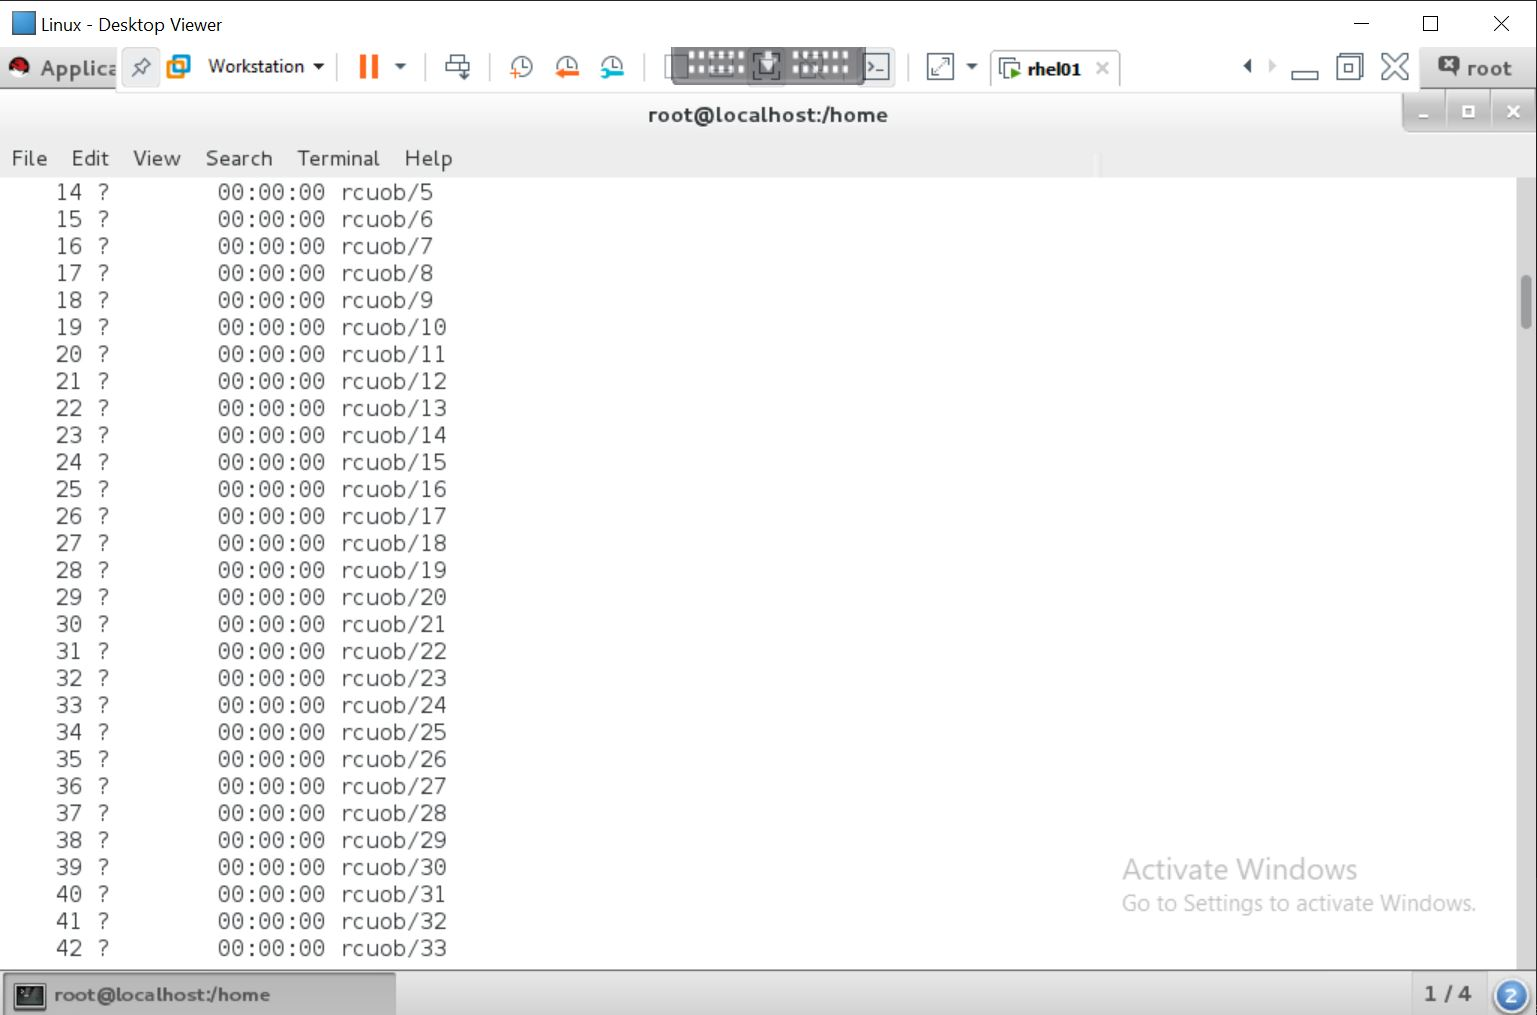 Linux - Desktop Viewer
Applica Workstation rhel01 root
root@localhost:/home
File Edit View Search Terminal Help
14 ? 00:00:00 rcuob/5
15 ? 00:00:00 rcuob/6
16 ? 00:00:00 rcuob/7
17 ? 00:00:00 rcuob/8
18 ? 00:00:00 rcuob/9
19 ? 00:00:00 rcuob/10
20 ? 00:00:00 rcuob/11
21 ? 00:00:00 rcuob/12
22 ? 00:00:00 rcuob/13
23 ? 00:00:00 rcuob/14
24 ? 00:00:00 rcuob/15
25 ? 00:00:00 rcuob/16
26 ? 00:00:00 rcuob/17
27 ? 00:00:00 rcuob/18
28 ? 00:00:00 rcuob/19
29 ? 00:00:00 rcuob/20
30 ? 00:00:00 rcuob/21
31 ? 00:00:00 rcuob/22
32 ? 00:00:00 rcuob/23
33 ? 00:00:00 rcuob/24
34 ? 00:00:00 rcuob/25
35 ? 00:00:00 rcuob/26
36 ? 00:00:00 rcuob/27
37 ? 00:00:00 rcuob/28
38 ? 00:00:00 rcuob/29
39 ? 00:00:00 rcuob/30
40 ? 00:00:00 rcuob/31
41 ? 00:00:00 rcuob/32
42 ? 00:00:00 rcuob/33
Activate Windows
Go to Settings to activate Windows.
root@localhost:/home 1 / 4 2